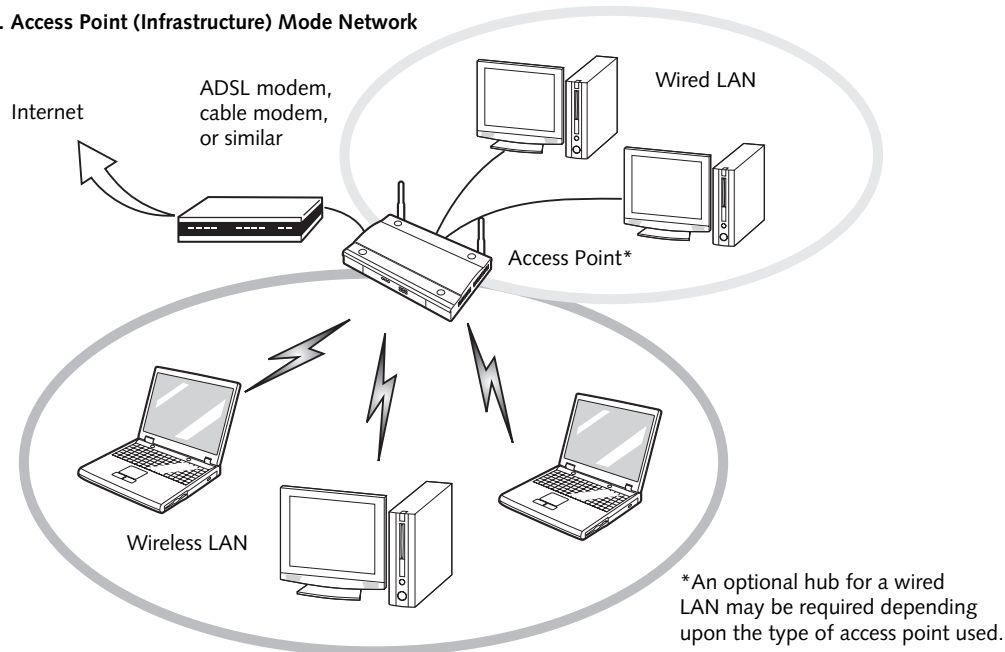 . Access Point (Infrastructure) Mode Network
Internet
ADSL modem,
cable modem,
or similar
Wired LAN
Access Point*
Wireless LAN
*An optional hub for a wired
LAN may be required depending
upon the type of access point used.